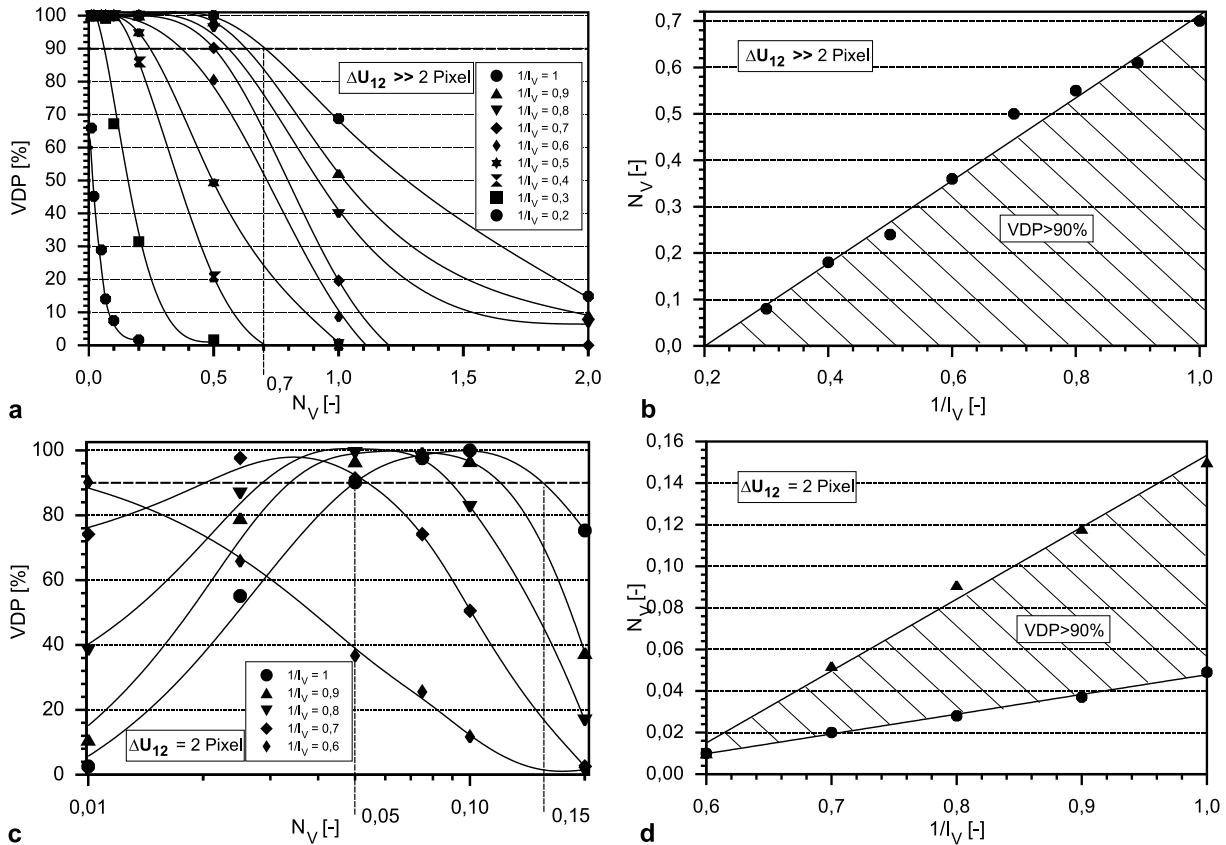 100
90
80
70
60
50
40
30
20
10
0
VDP [%]
ΔU12 >> 2 Pixel
1/IV = 1
1/IV = 0,9
1/IV = 0,8
1/IV = 0,7
1/IV = 0,6
1/IV = 0,5
1/IV = 0,4
1/IV = 0,3
1/IV = 0,2
0,0 0,5 0,7 1,0 1,5 2,0
NV [-]
a
0,7
0,6
0,5
0,4
0,3
0,2
0,1
0,0
NV [-]
ΔU12 >> 2 Pixel
VDP>90%
0,2 0,4 0,6 0,8 1,0
1/IV [-]
b
100
80
60
40
20
0
VDP [%]
1/IV = 1
1/IV = 0,9
1/IV = 0,8
1/IV = 0,7
1/IV = 0,6
ΔU12 = 2 Pixel
0,01 0,05 0,10 0,15
NV [-]
c
0,16
0,14
0,12
0,10
0,08
0,06
0,04
0,02
0,00
NV [-]
ΔU12 = 2 Pixel
VDP>90%
0,6 0,7 0,8 0,9 1,0
1/IV [-]
d